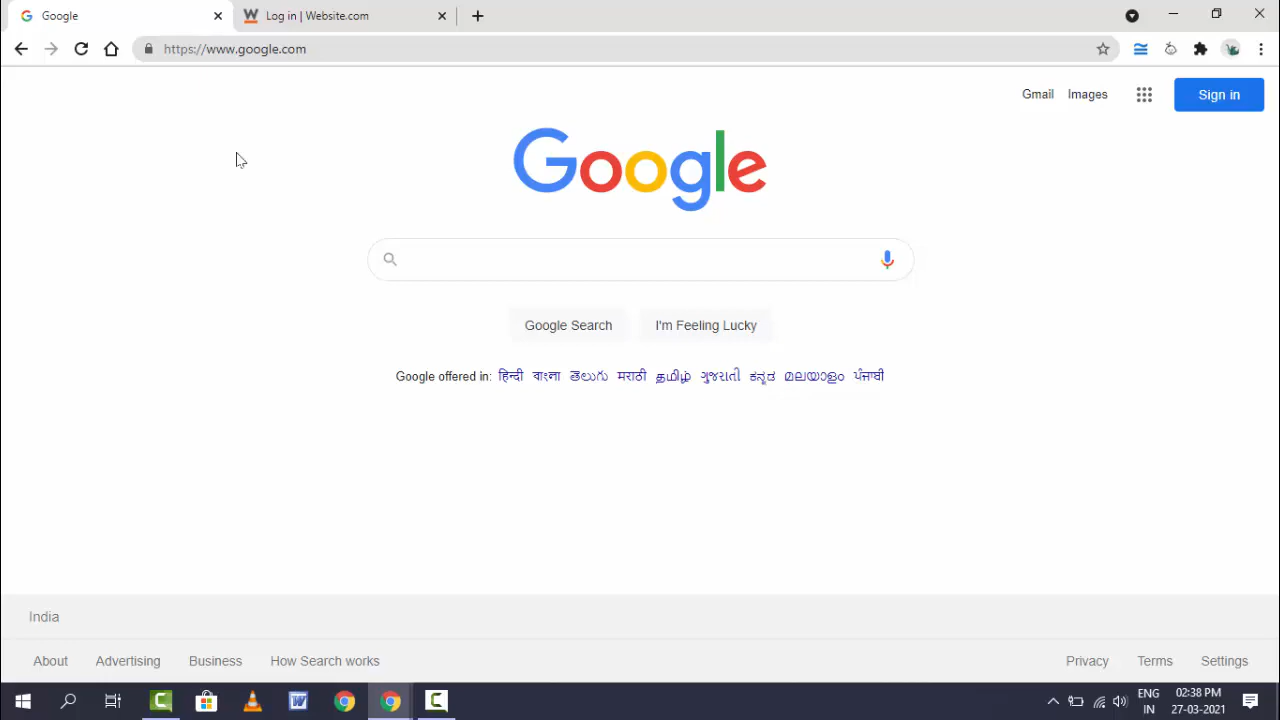 Google
Log in | Website.com
https://www.google.com
Gmail Images Sign in
Google
Google Search I'm Feeling Lucky
Google offered in: हिन्दी বাংলা తెలుగు मराठी தமிழ் ગુજરાતી ಕನ್ನಡ മലയാളം ਪੰਜਾਬੀ
India
About Advertising Business How Search works Privacy Terms Settings
ENG 02:38 PM
IN 27-03-2021